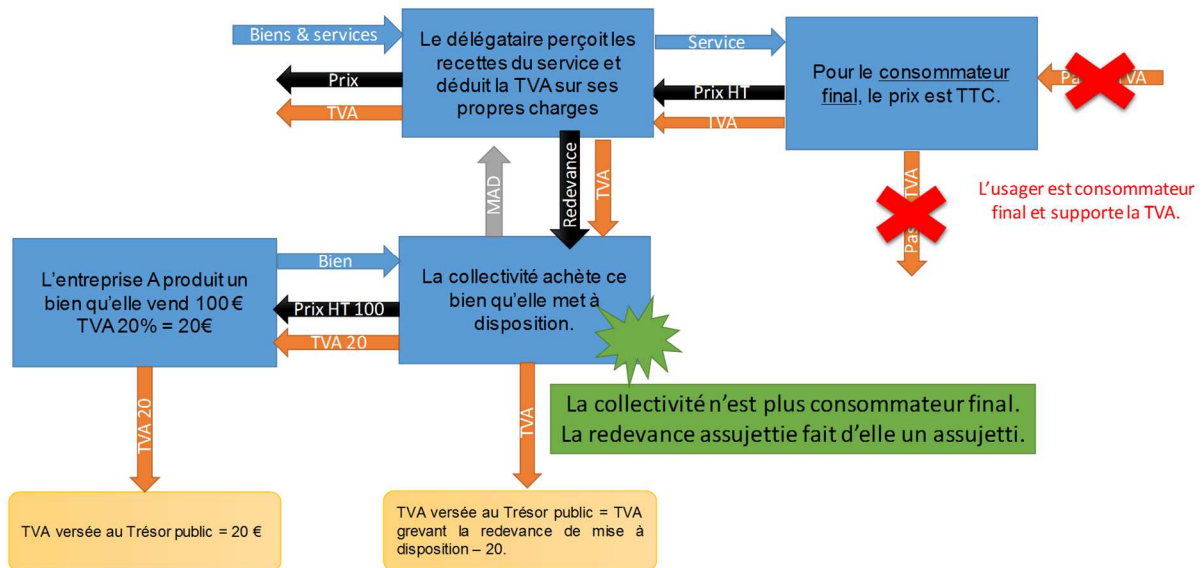 Biens & services
Prix
TVA
Le délégataire perçoit les
recettes du service et
déduit la TVA sur ses
propres charges
Service
Prix HT
TVA
Pour le consommateur
final, le prix est TTC.
TVA
MAD
Redevance
TVA
TVA
L'usager est consommateur
final et supporte la TVA.
L'entreprise A produit un
bien qu'elle vend 100 €
TVA 20% = 20€
Bien
Prix HT 100
TVA 20
La collectivité achète ce
bien qu'elle met à
disposition.
TVA 20
TVA
La collectivité n'est plus consommateur final.
La redevance assujettie fait d'elle un assujetti.
TVA versée au Trésor public = 20 €
TVA versée au Trésor public = TVA
grevant la redevance de mise à
disposition – 20.